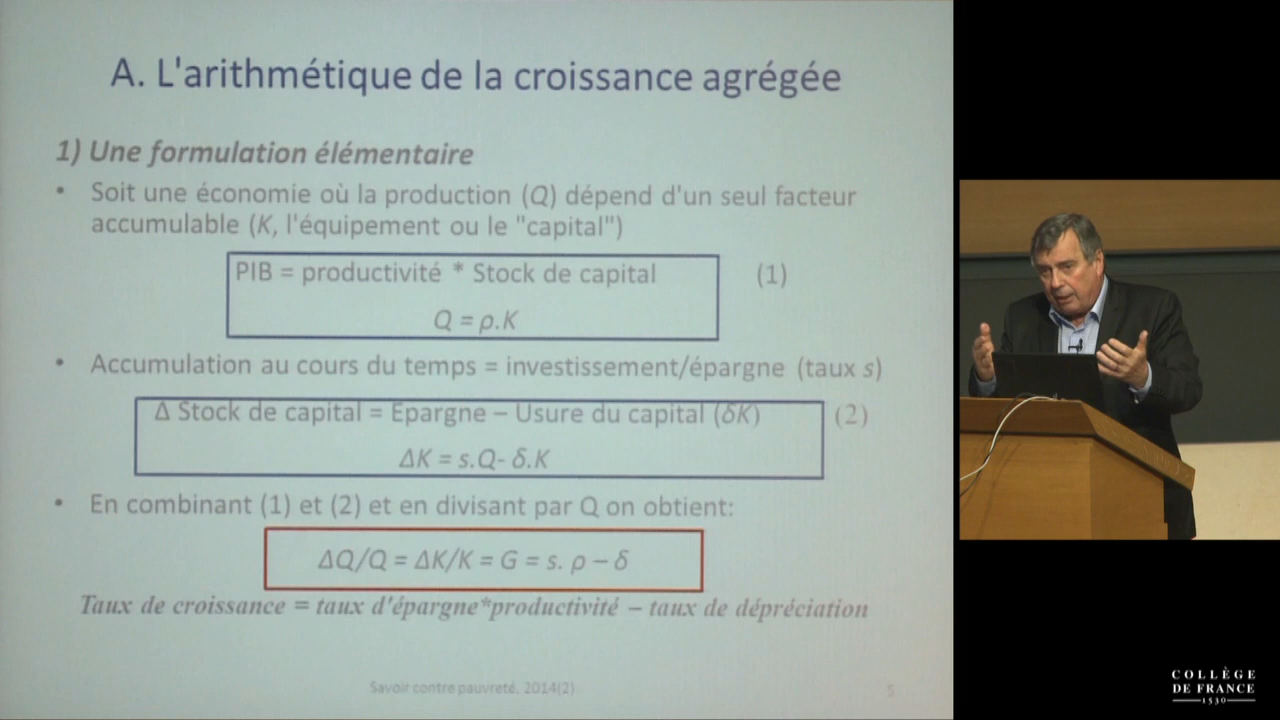 A. L'arithmétique de la croissance agrégée
1) Une formulation élémentaire
• Soit une économie où la production (Q) dépend d'un seul facteur
accumulable (K, l'équipement ou le "capital")
PIB = productivité * Stock de capital (1)
Q = ρ.K
• Accumulation au cours du temps = investissement/épargne (taux s)
Δ Stock de capital = Epargne – Usure du capital (δK) (2)
ΔK = s.Q- δ.K
• En combinant (1) et (2) et en divisant par Q on obtient:
ΔQ/Q = ΔK/K = G = s. ρ – δ
Taux de croissance = taux d'épargne*productivité – taux de dépréciation
Savoir contre pauvreté, 2014(2) 5
COLLÈGE
DE FRANCE
1530